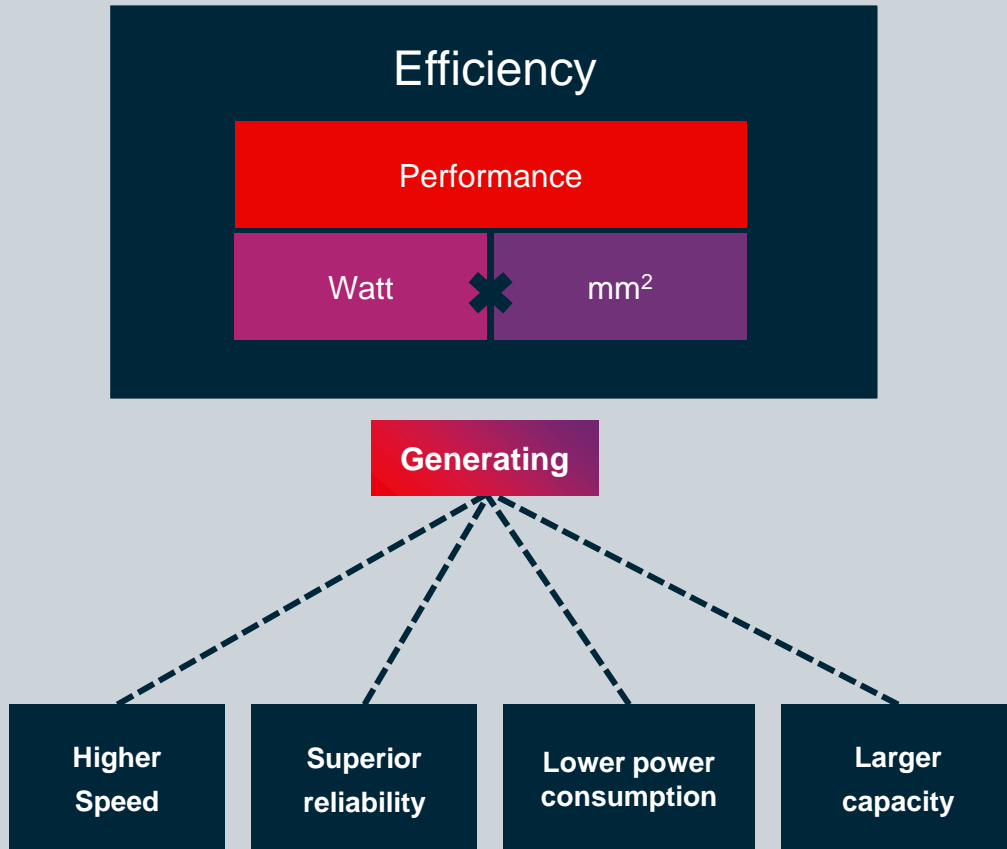 Efficiency
Performance
Watt
mm²
Generating
Higher
Speed
Superior
reliability
Lower power
consumption
Larger
capacity